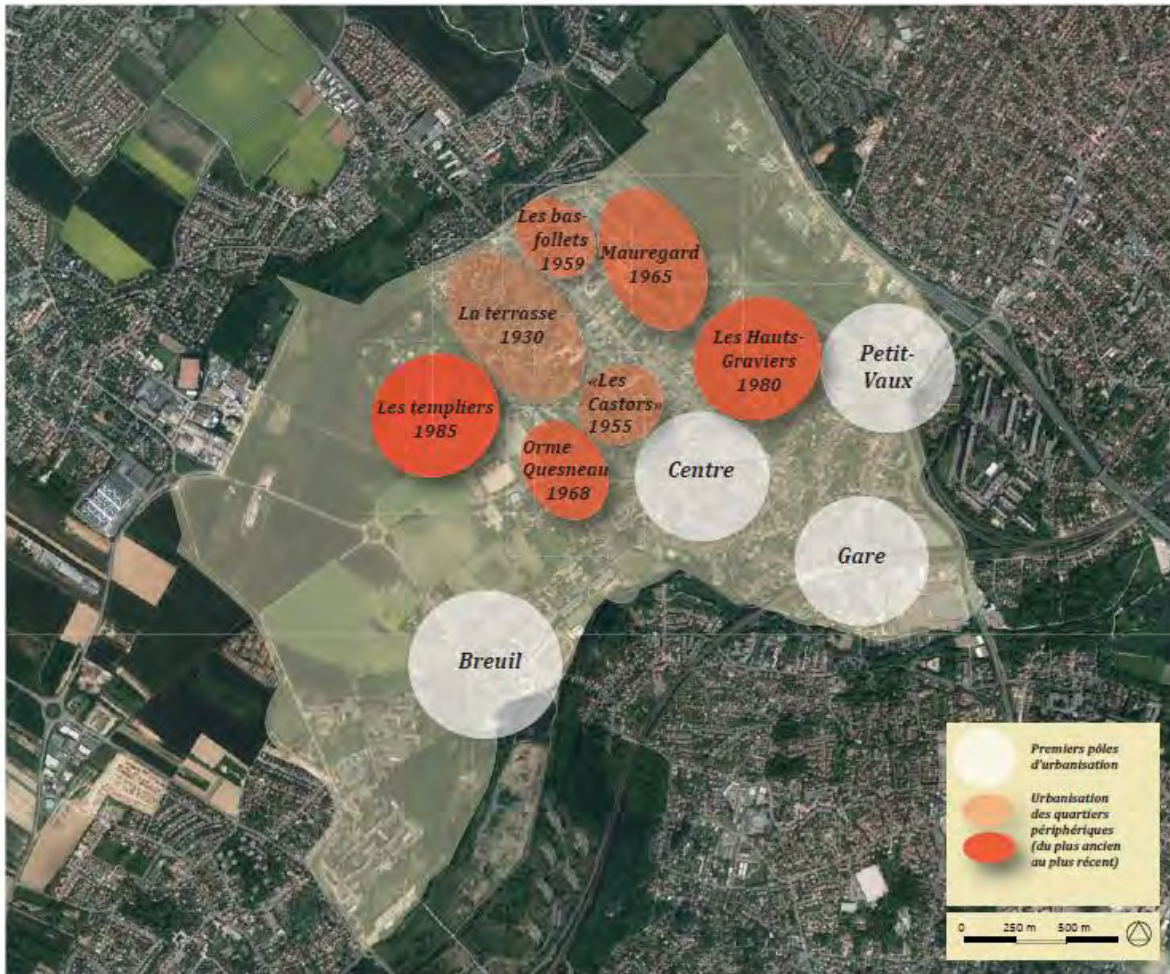 Les bas-
follets
1959
Mauregard
1965
La terrasse
1930
Les Hauts-
Graviers
1980
Petit-
Vaux
Les templiers
1985
«Les
Castors»
1955
Orme
Quesneau
1968
Centre
Gare
Breuil
Premiers pôles
d'urbanisation
Urbanisation
des quartiers
périphériques
(du plus ancien
au plus récent)
0 250 m 500 m